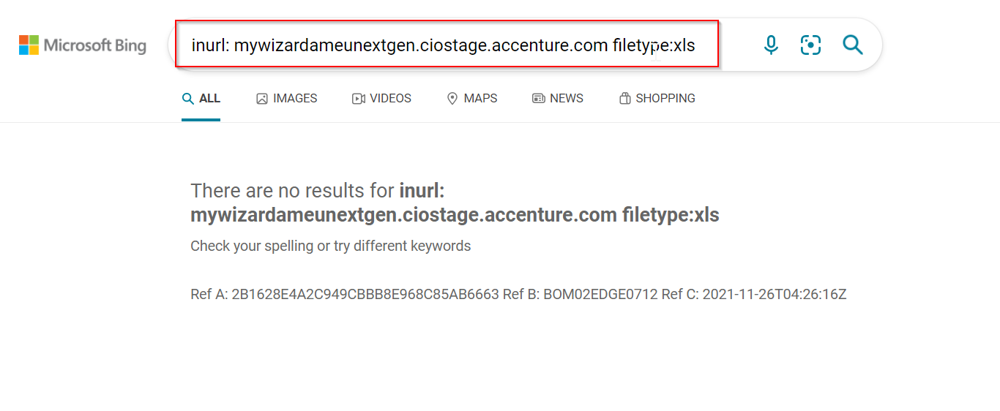 Microsoft Bing
inurl: mywizardameunextgen.ciostage.accenture.com filetype:xls
ALL IMAGES VIDEOS MAPS NEWS SHOPPING
There are no results for inurl:
mywizardameunextgen.ciostage.accenture.com filetype:xls
Check your spelling or try different keywords
Ref A: 2B1628E4A2C949CBBB8E968C85AB6663 Ref B: BOM02EDGE0712 Ref C: 2021-11-26T04:26:16Z